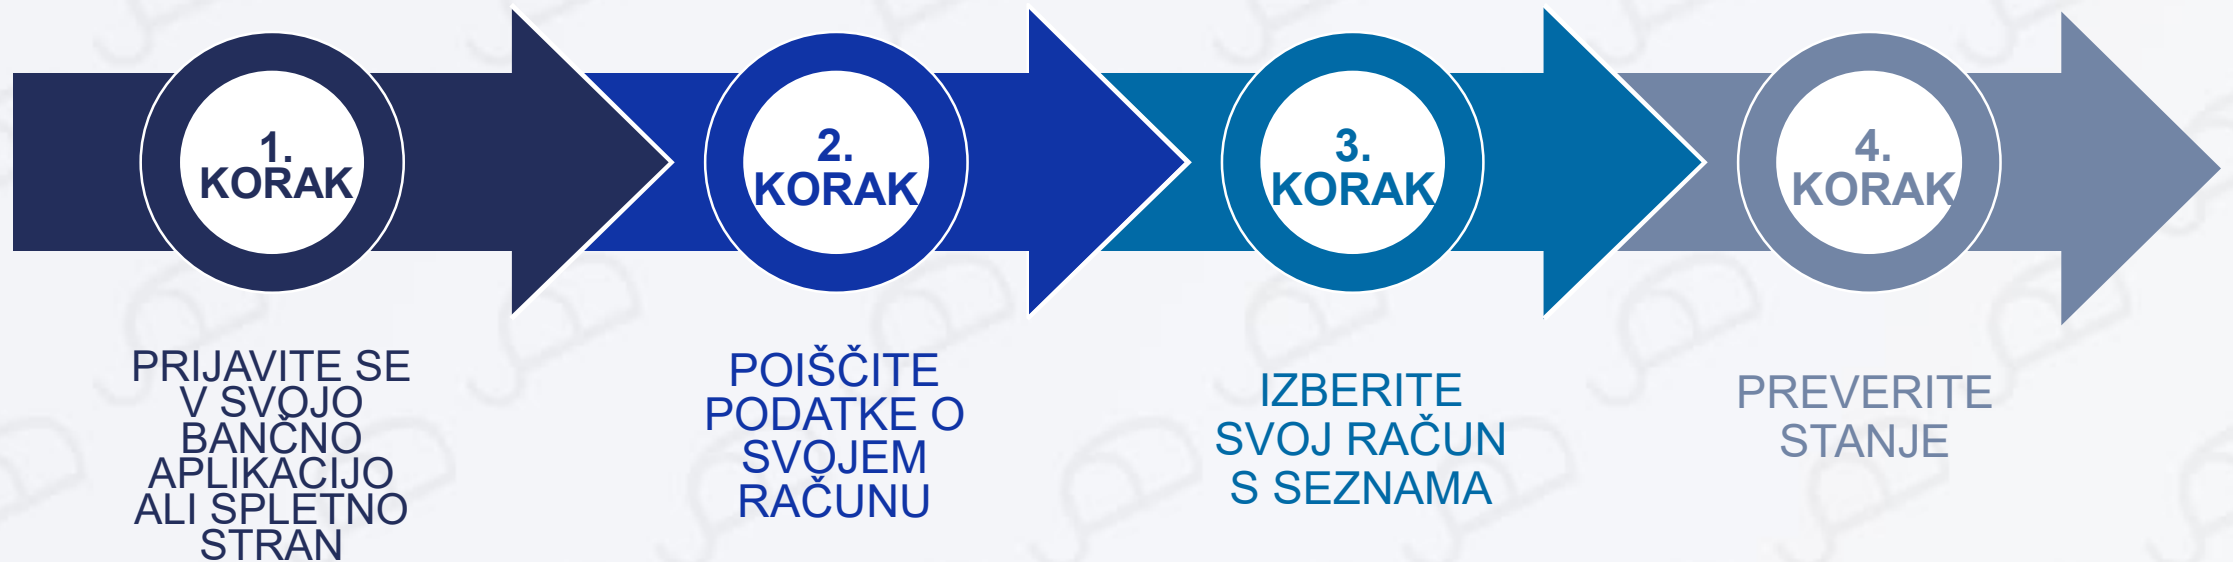 1.
KORAK
PRIJAVITE SE
V SVOJO
BANČNO
APLIKACIJO
ALI SPLETNO
STRAN
2.
KORAK
POIŠČITE
PODATKE O
SVOJEM
RAČUNU
3.
KORAK
IZBERITE
SVOJ RAČUN
S SEZNAMA
4.
KORAK
PREVERITE
STANJE